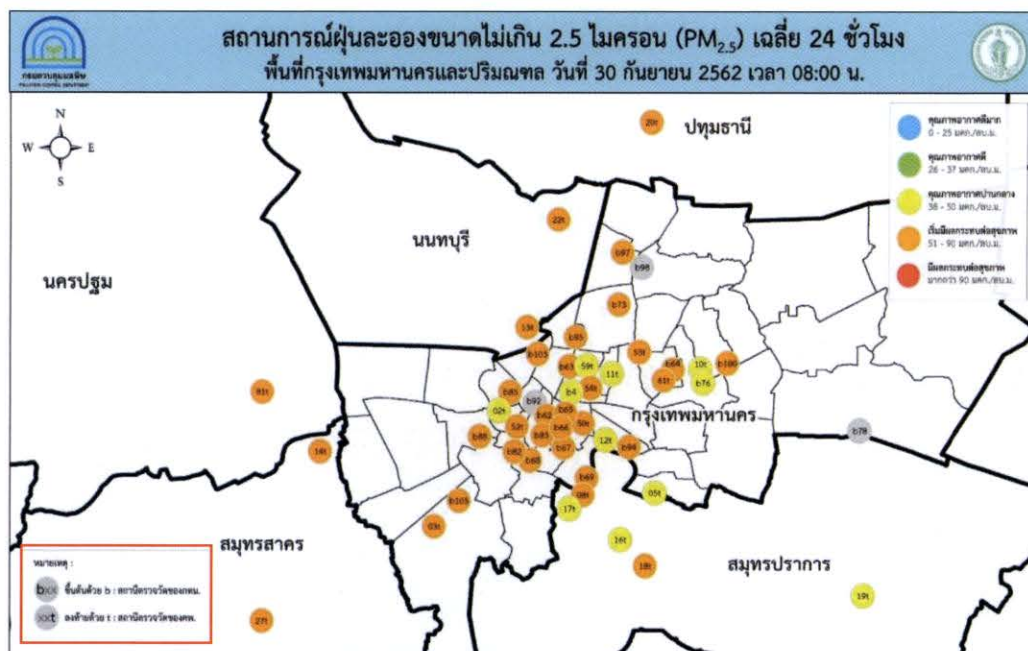 สถานการณ์ฝุ่นละอองขนาดไม่เกิน 2.5 ไมครอน (PM2.5) เฉลี่ย 24 ชั่วโมง
พื้นที่กรุงเทพมหานครและปริมณฑล วันที่ 30 กันยายน 2562 เวลา 08:00 น.
กรมควบคุมมลพิษ
N
W
E
S
คุณภาพอากาศดีมาก
0 - 25 มคก./ลบ.ม.
คุณภาพอากาศดี
26 - 37 มคก./ลบ.ม.
คุณภาพอากาศปานกลาง
38 - 50 มคก./ลบ.ม.
เริ่มมีผลกระทบต่อสุขภาพ
51 - 90 มคก./ลบ.ม.
มีผลกระทบต่อสุขภาพ
มากกว่า 90 มคก./ลบ.ม.
20t
ปทุมธานี
22t
นนทบุรี
b97
b98
นครปฐม
b73
13t
b95
b103
59t
11t
10t
b76
61t
54t
b4
81t
02t
b92
กรุงเทพมหานคร
52t
b66
50t
b78
b88
12t
b94
14t
b82
b68
b67
b69
08t
05t
17t
b105
03t
สมุทรสาคร
16t
18t
สมุทรปราการ
19t
27t
หมายเหตุ :
bxx ขึ้นต้นด้วย b : สถานีตรวจวัดของกทม.
xxt ลงท้ายด้วย t : สถานีตรวจวัดของคพ.